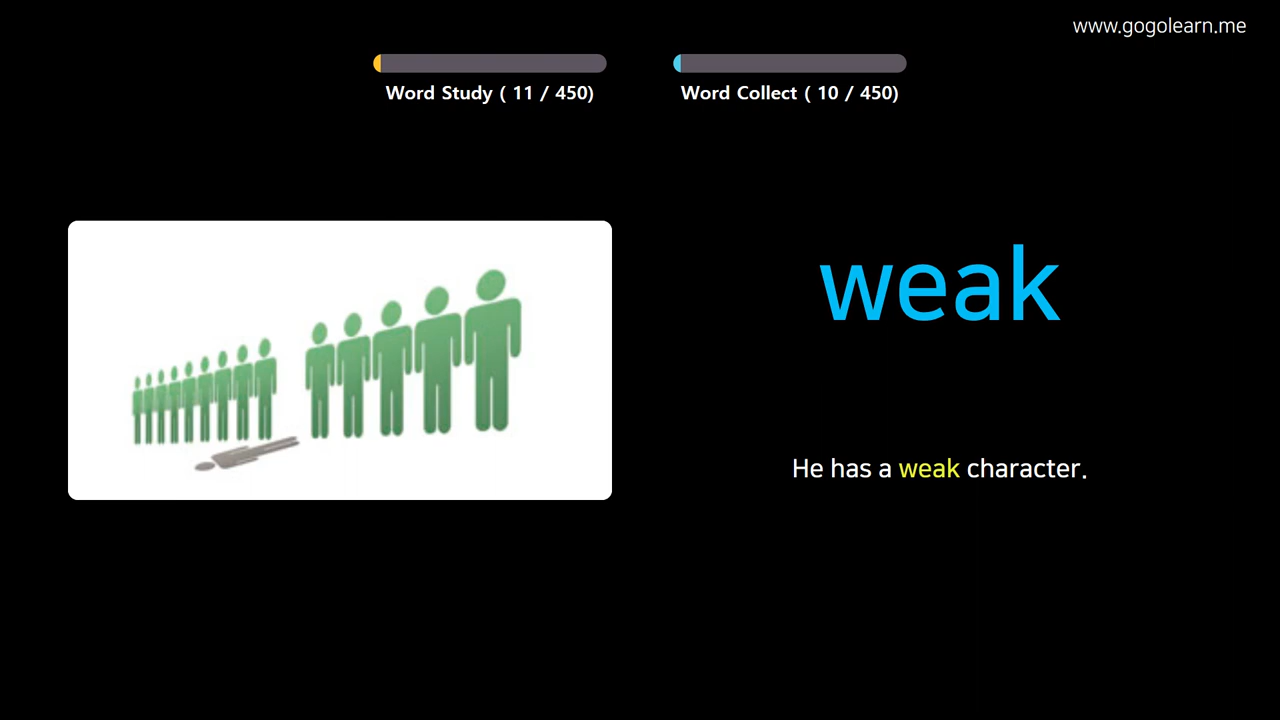 www.gogolearn.me
Word Study ( 11 / 450)
Word Collect ( 10 / 450)
weak
He has a weak character.